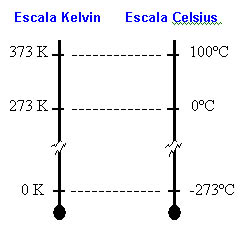 Escala Kelvin Escala Celsius
373 K 100ºC
273 K 0ºC
0 K -273ºC